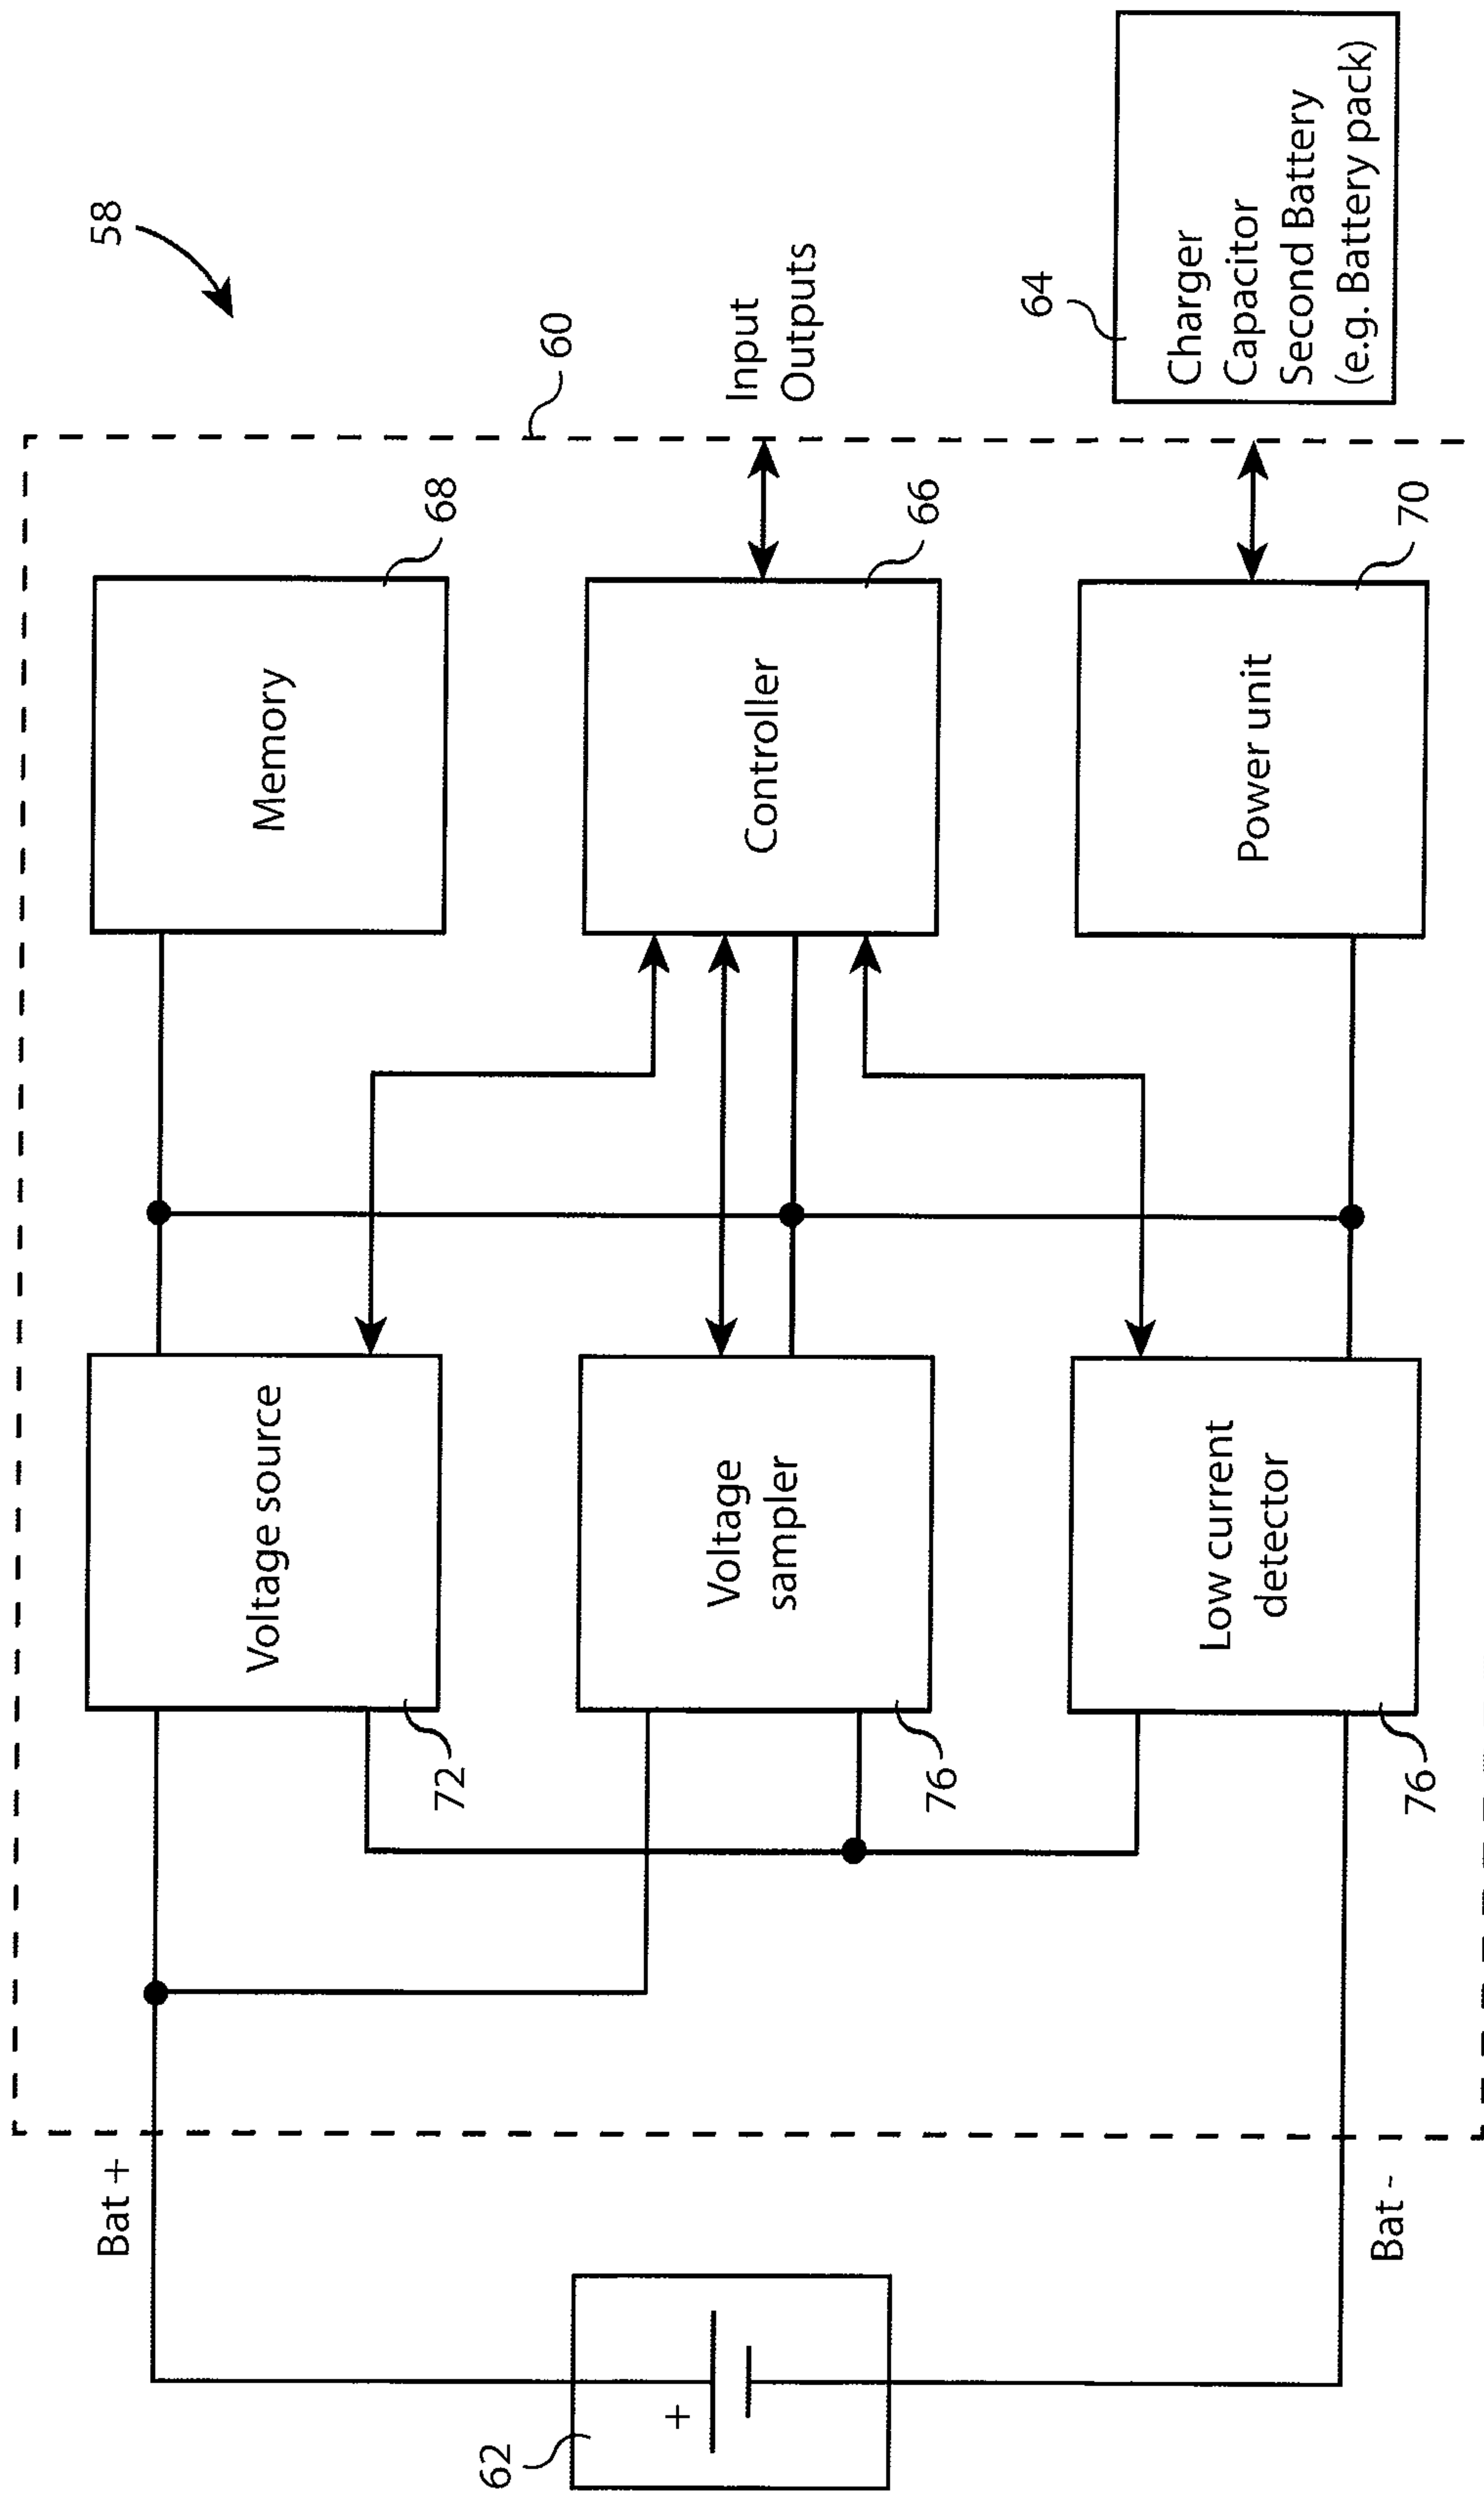 58
60
Memory
68
Voltage source
72
Bat +
62
+
Input
Outputs
Controller
66
Voltage
sampler
76
64
Charger
Capacitor
Second Battery
(e.g. Battery pack)
Power unit
70
Low current
detector
76
Bat -